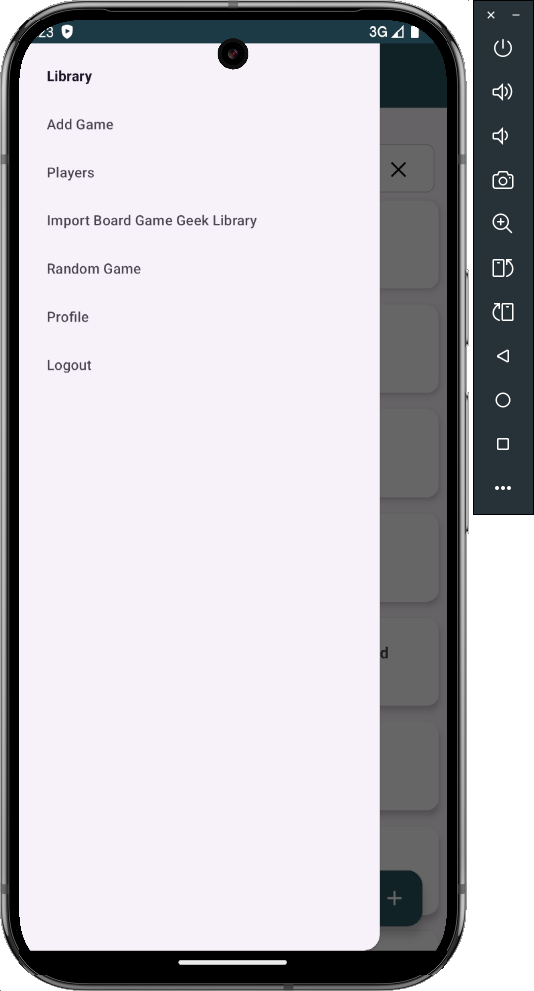 23
3G
Library
Add Game
Players
Import Board Game Geek Library
Random Game
Profile
Logout
d